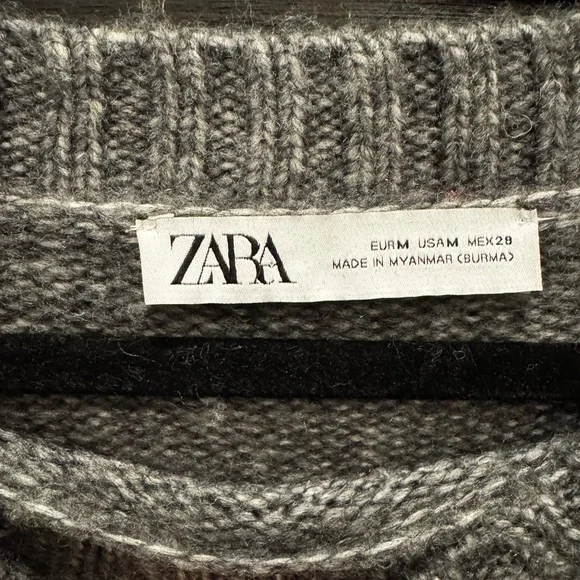 ZARA
EUR M USA M MEX 28
MADE IN MYANMAR (BURMA)